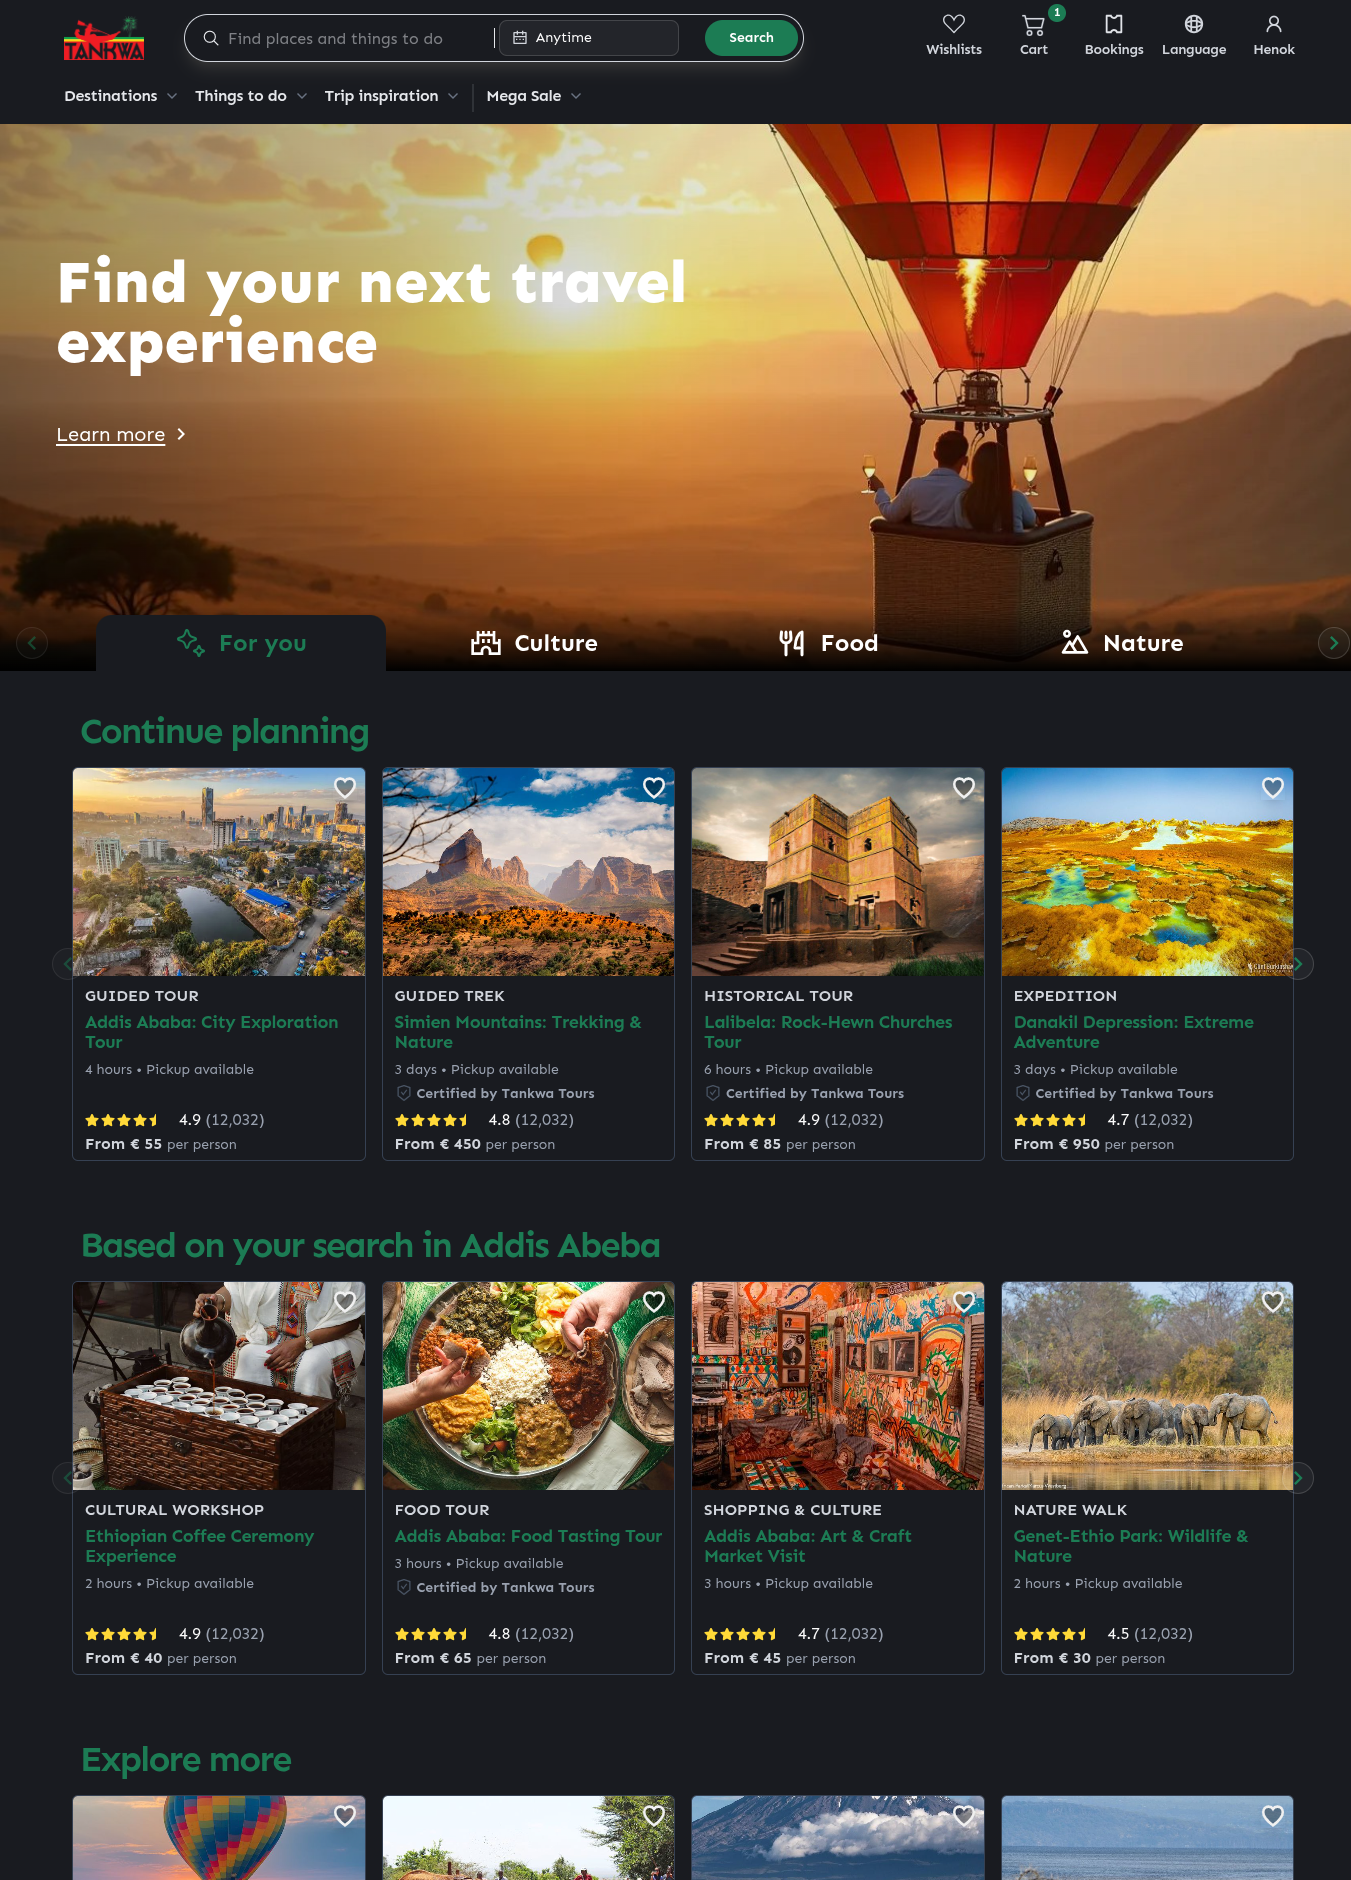 TANKWA
Find places and things to do
Anytime
Search
Wishlists
1
Cart
Bookings
Language
Henok
Destinations
Things to do
Trip inspiration
Mega Sale
Find your next travel
experience
Learn more
For you
Culture
Food
Nature
Continue planning
GUIDED TOUR
Addis Ababa: City Exploration
Tour
4 hours • Pickup available
4.9 (12,032)
From € 55 per person
GUIDED TREK
Simien Mountains: Trekking &
Nature
3 days • Pickup available
Certified by Tankwa Tours
4.8 (12,032)
From € 450 per person
HISTORICAL TOUR
Lalibela: Rock-Hewn Churches
Tour
6 hours • Pickup available
Certified by Tankwa Tours
4.9 (12,032)
From € 85 per person
EXPEDITION
Danakil Depression: Extreme
Adventure
3 days • Pickup available
Certified by Tankwa Tours
4.7 (12,032)
From € 950 per person
Based on your search in Addis Abeba
CULTURAL WORKSHOP
Ethiopian Coffee Ceremony
Experience
2 hours • Pickup available
4.9 (12,032)
From € 40 per person
FOOD TOUR
Addis Ababa: Food Tasting Tour
3 hours • Pickup available
Certified by Tankwa Tours
4.8 (12,032)
From € 65 per person
SHOPPING & CULTURE
Addis Ababa: Art & Craft
Market Visit
3 hours • Pickup available
4.7 (12,032)
From € 45 per person
NATURE WALK
Genet-Ethio Park: Wildlife &
Nature
2 hours • Pickup available
4.5 (12,032)
From € 30 per person
Explore more